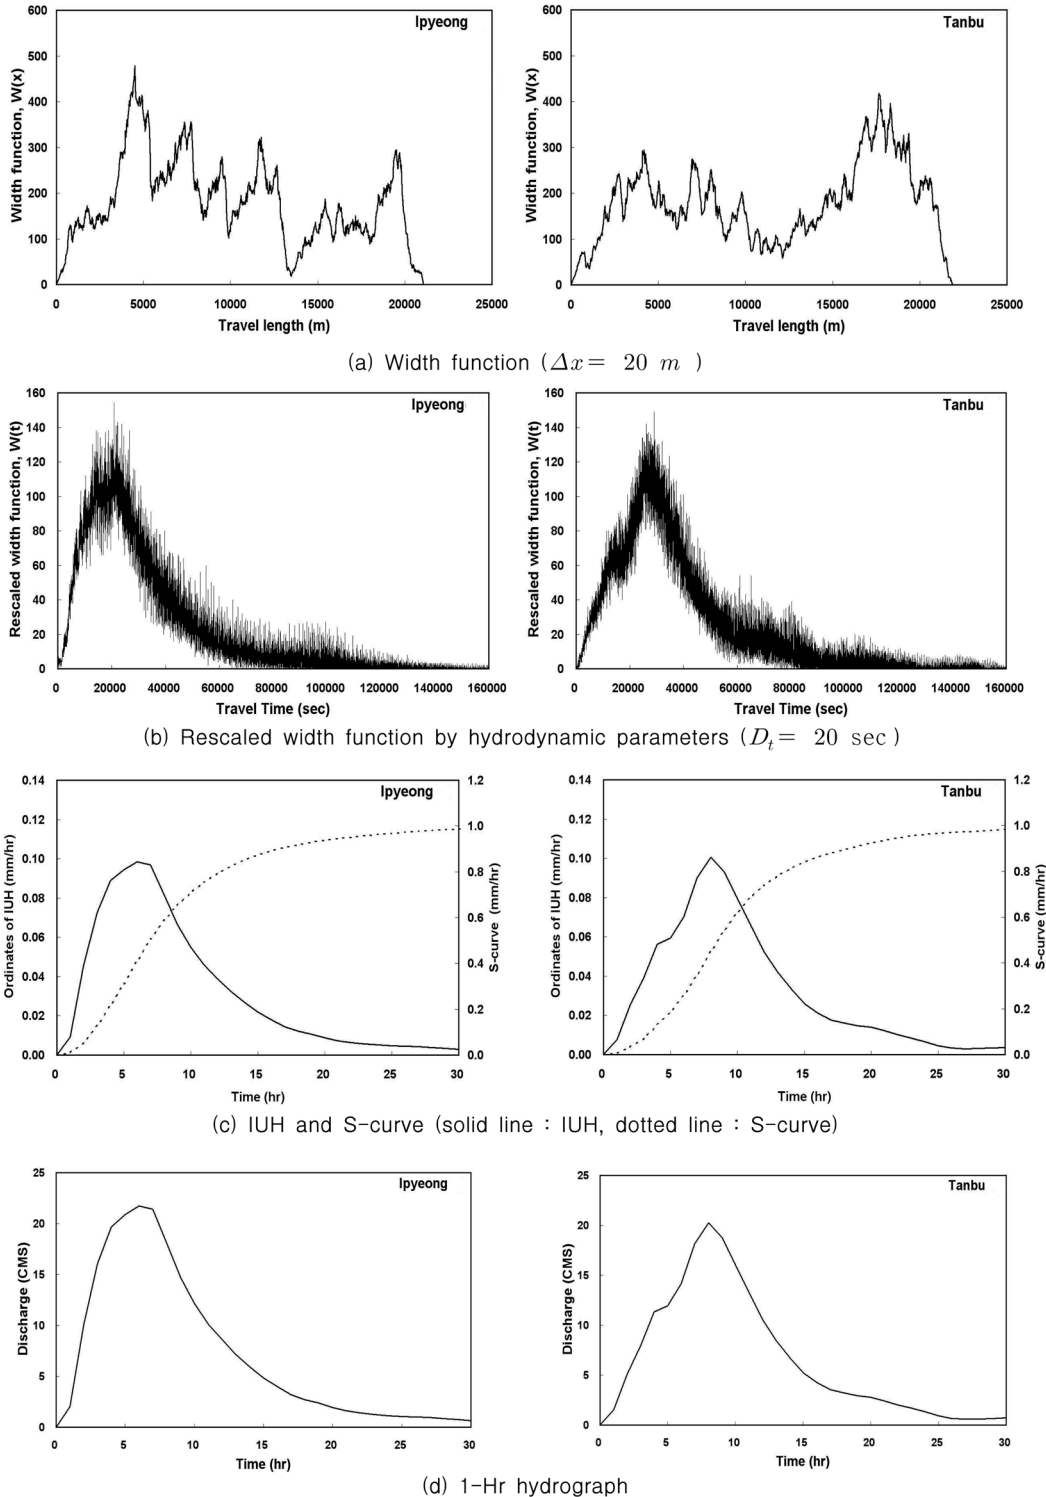 Ipyeong
Width function, W(x)
600
500
400
300
200
100
0
0 5000 10000 15000 20000 25000
Travel length (m)
Tanbu
Width function, W(x)
600
500
400
300
200
100
0
0 5000 10000 15000 20000 25000
Travel length (m)
(a) Width function (Δx = 20 m )
Ipyeong
Rescaled width function, W(t)
160
140
120
100
80
60
40
20
0
0 20000 40000 60000 80000 100000 120000 140000 160000
Travel Time (sec)
Tanbu
Rescaled width function, W(t)
160
140
120
100
80
60
40
20
0
0 20000 40000 60000 80000 100000 120000 140000 160000
Travel Time (sec)
(b) Rescaled width function by hydrodynamic parameters (Dt = 20 sec )
Ipyeong
Ordinates of IUH (mm/hr)
0.14
0.12
0.10
0.08
0.06
0.04
0.02
0.00
1.2
1.0
0.8
0.6
0.4
0.2
0.0
S-curve (mm/hr)
0 5 10 15 20 25 30
Time (hr)
Tanbu
Ordinates of IUH (mm/hr)
0.14
0.12
0.10
0.08
0.06
0.04
0.02
0.00
1.2
1.0
0.8
0.6
0.4
0.2
0.0
S-curve (mm/hr)
0 5 10 15 20 25 30
Time (hr)
(c) IUH and S-curve (solid line : IUH, dotted line : S-curve)
Ipyeong
Discharge (CMS)
25
20
15
10
5
0
0 5 10 15 20 25 30
Time (hr)
Tanbu
Discharge (CMS)
25
20
15
10
5
0
0 5 10 15 20 25 30
Time (hr)
(d) 1-Hr hydrograph